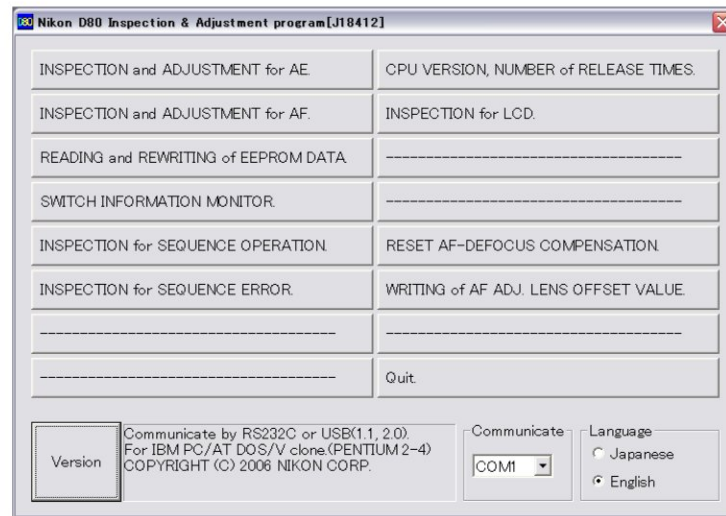 D80 Nikon D80 Inspection & Adjustment program[J18412]
INSPECTION and ADJUSTMENT for AE.
CPU VERSION, NUMBER of RELEASE TIMES.
INSPECTION and ADJUSTMENT for AF.
INSPECTION for LCD.
READING and REWRITING of EEPROM DATA.
------------------------------------
SWITCH INFORMATION MONITOR.
------------------------------------
INSPECTION for SEQUENCE OPERATION.
RESET AF-DEFOCUS COMPENSATION.
INSPECTION for SEQUENCE ERROR.
WRITING of AF ADJ. LENS OFFSET VALUE.
------------------------------------
------------------------------------
------------------------------------
Quit.
Version
Communicate by RS232C or USB(1.1, 2.0).
For IBM PC/AT DOS/V clone.(PENTIUM 2-4)
COPYRIGHT (C) 2006 NIKON CORP.
Communicate
COM1
Language
Japanese
English